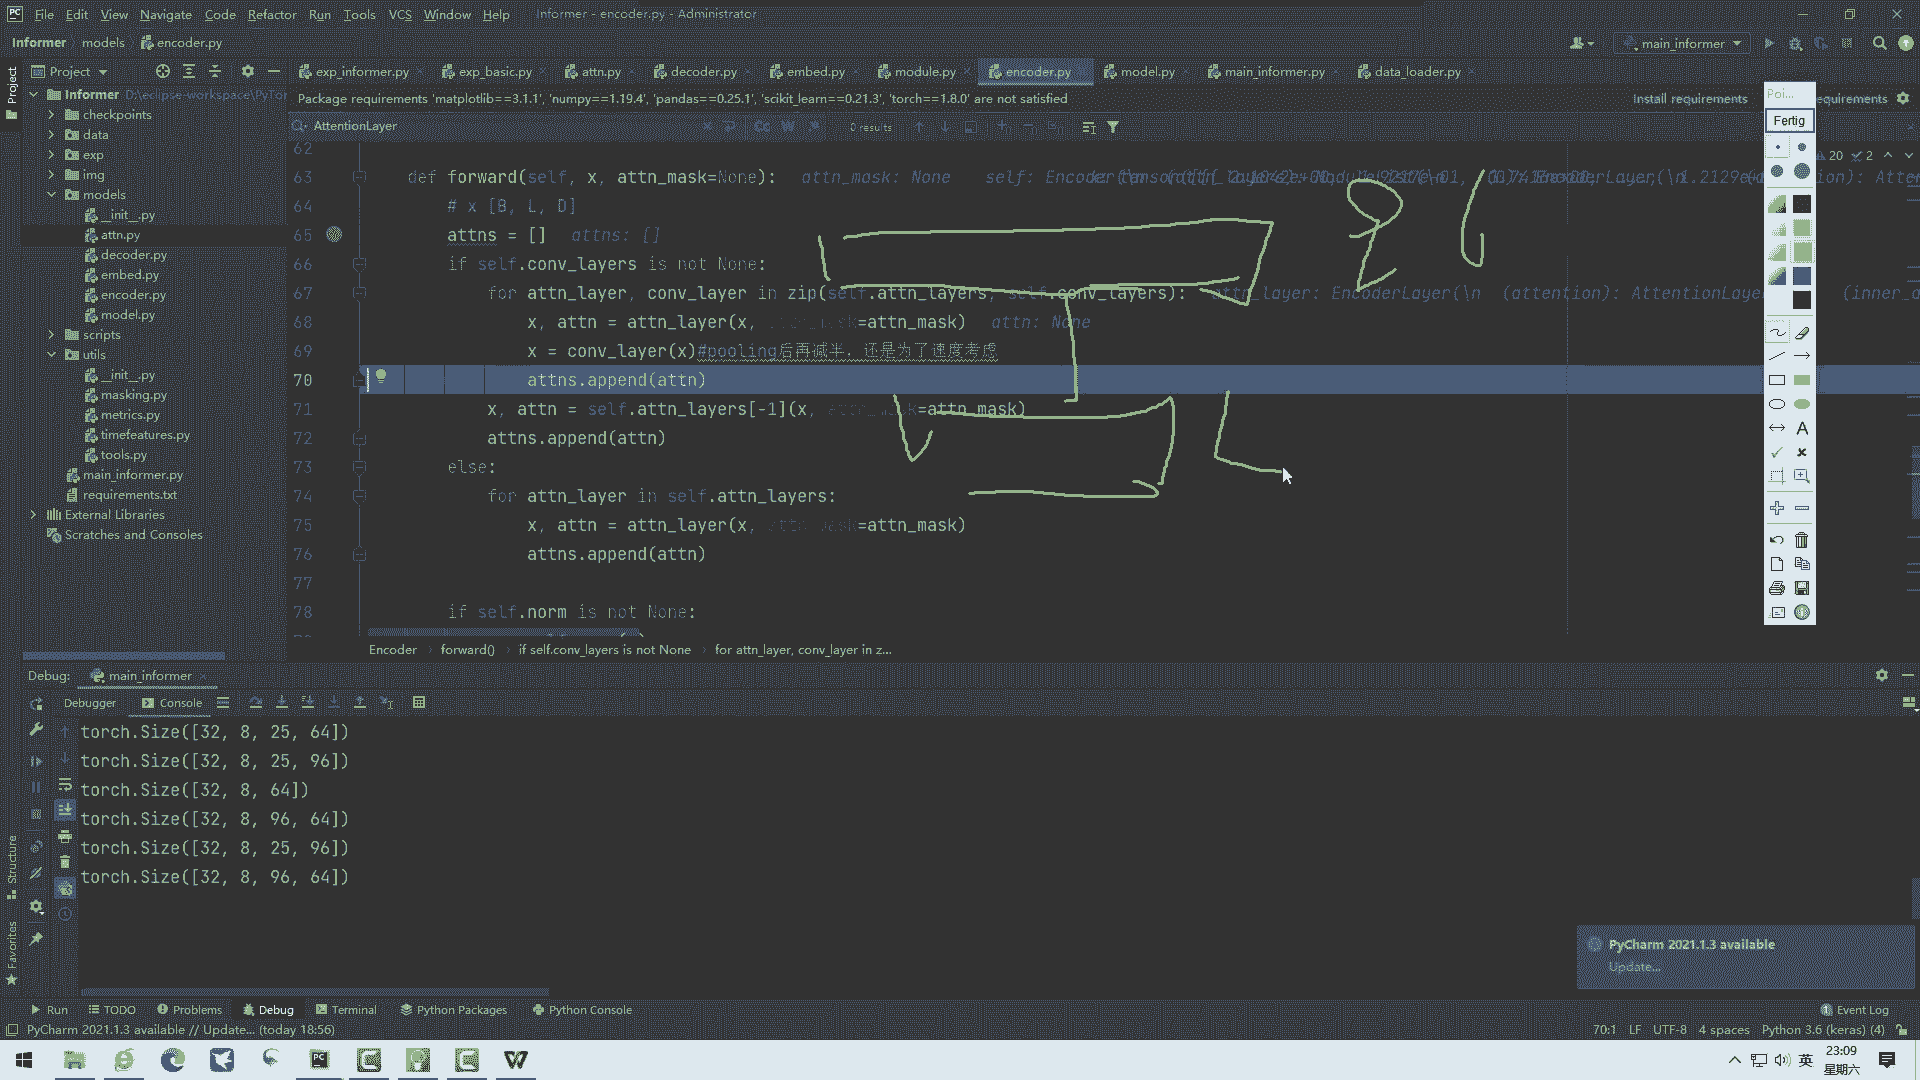 File Edit View Navigate Code Refactor Run Tools VCS Window Help Informer - encoder.py - Administrator
Informer models encoder.py main_informer
Project exp_informer.py exp_basic.py attn.py decoder.py embed.py module.py encoder.py model.py main_informer.py data_loader.py
Package requirements 'matplotlib==3.1.1', 'numpy==1.19.4', 'pandas==0.25.1', 'scikit_learn==0.21.3', 'torch==1.8.0' are not satisfied Install requirements
AttentionLayer Cc W 0 results
20 2
Informer
checkpoints
data
exp
img
models
__init__.py
attn.py
decoder.py
embed.py
encoder.py
model.py
scripts
utils
__init__.py
masking.py
metrics.py
timefeatures.py
tools.py
main_informer.py
requirements.txt
External Libraries
Scratches and Consoles
62
63 def forward(self, x, attn_mask=None): attn_mask: None
64 # x [B, L, D]
65 attns = [] attns: []
66 if self.conv_layers is not None:
67 for attn_layer, conv_layer in zip(self.attn_layers, self.conv_layers): attn_layer: EncoderLayer(\n (attention): AttentionLayer
68 x, attn = attn_layer(x, attn_mask=attn_mask) attn: None
69 x = conv_layer(x)#pooling后再减半，还是为了速度考虑
70 attns.append(attn)
71 x, attn = self.attn_layers[-1](x, attn_mask=attn_mask)
72 attns.append(attn)
73 else:
74 for attn_layer in self.attn_layers:
75 x, attn = attn_layer(x, attn_mask=attn_mask)
76 attns.append(attn)
77
78 if self.norm is not None:
Encoder forward() if self.conv_layers is not None for attn_layer, conv_layer in z...
Poi...
Fertig
A
Debug: main_informer
Debugger Console
torch.Size([32, 8, 25, 64])
torch.Size([32, 8, 25, 96])
torch.Size([32, 8, 64])
torch.Size([32, 8, 96, 64])
torch.Size([32, 8, 25, 96])
torch.Size([32, 8, 96, 64])
Structure
Favorites
PyCharm 2021.1.3 available
Update...
Run TODO Problems Debug Terminal Python Packages Python Console Event Log
PyCharm 2021.1.3 available // Update... (today 18:56) 70:1 LF UTF-8 4 spaces Python 3.6 (keras) (4)
英 23:09
星期六